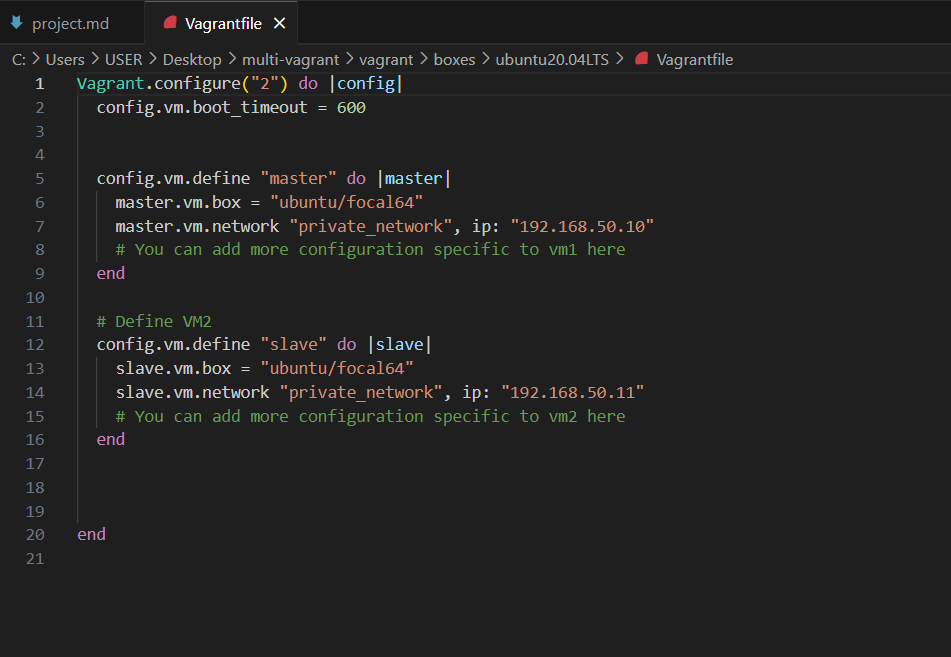 project.md
Vagrantfile
C: > Users > USER > Desktop > multi-vagrant > vagrant > boxes > ubuntu20.04LTS > Vagrantfile
1 Vagrant.configure("2") do |config|
2   config.vm.boot_timeout = 600
3
4
5   config.vm.define "master" do |master|
6     master.vm.box = "ubuntu/focal64"
7     master.vm.network "private_network", ip: "192.168.50.10"
8     # You can add more configuration specific to vm1 here
9   end
10
11   # Define VM2
12   config.vm.define "slave" do |slave|
13     slave.vm.box = "ubuntu/focal64"
14     slave.vm.network "private_network", ip: "192.168.50.11"
15     # You can add more configuration specific to vm2 here
16   end
17
18
19
20 end
21